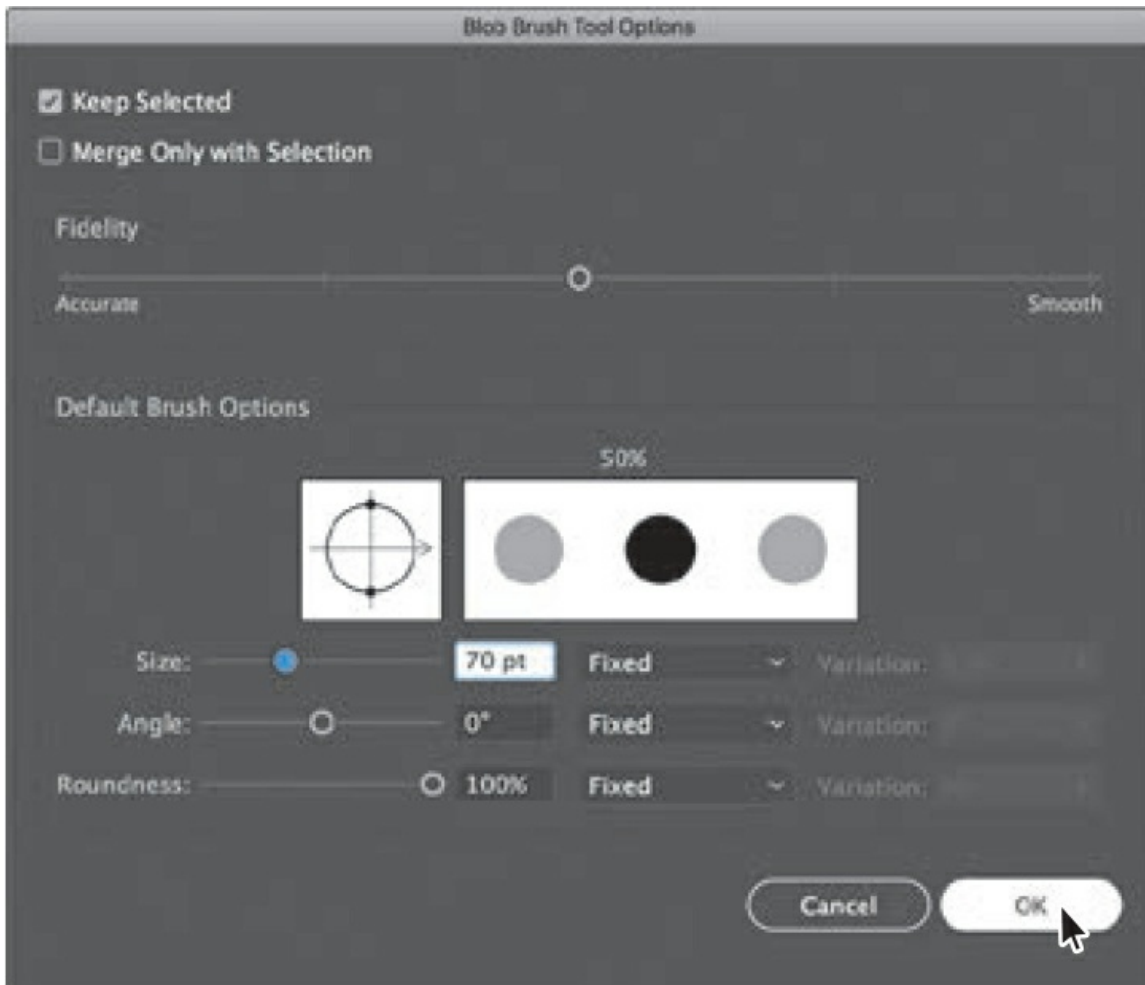 Blob Brush Tool Options
Keep Selected
Merge Only with Selection
Fidelity
Accurate Smooth
Default Brush Options
50%
Size: 70 pt Fixed Variation:
Angle: 0° Fixed Variation:
Roundness: 100% Fixed Variation:
Cancel OK